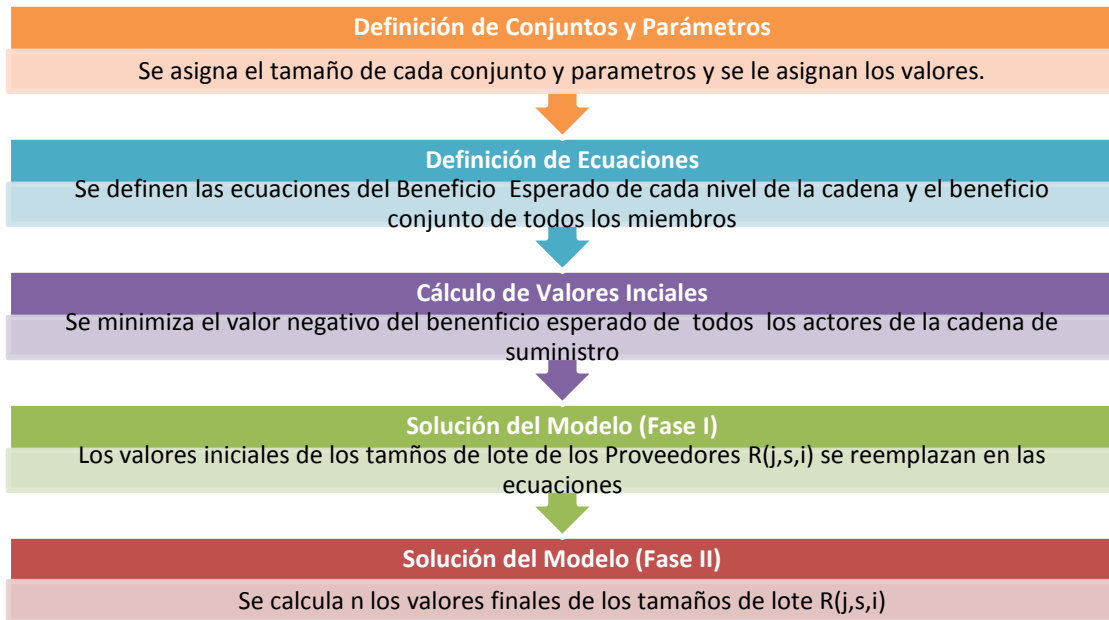 Definición de Conjuntos y Parámetros
Se asigna el tamaño de cada conjunto y parametros y se le asignan los valores.
Definición de Ecuaciones
Se definen las ecuaciones del Beneficio Esperado de cada nivel de la cadena y el beneficio
conjunto de todos los miembros
Cálculo de Valores Inciales
Se minimiza el valor negativo del benenficio esperado de todos los actores de la cadena de
suministro
Solución del Modelo (Fase I)
Los valores iniciales de los tamños de lote de los Proveedores R(j,s,i) se reemplazan en las
ecuaciones
Solución del Modelo (Fase II)
Se calcula n los valores finales de los tamaños de lote R(j,s,i)